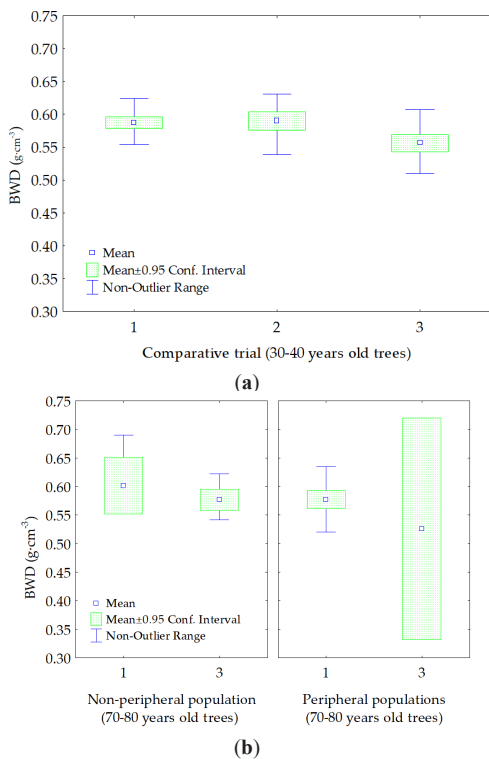 0.75
0.70
0.65
0.60
0.55
0.50
0.45
0.40
0.35
0.30
BWD (g·cm-3)
Mean
Mean±0.95 Conf. Interval
Non-Outlier Range
1 2 3
Comparative trial (30-40 years old trees)
(a)
0.75
0.70
0.65
0.60
0.55
0.50
0.45
0.40
0.35
0.30
BWD (g·cm-3)
Mean
Mean±0.95 Conf. Interval
Non-Outlier Range
1 3 1 3
Non-peripheral population Peripheral populations
(70-80 years old trees) (70-80 years old trees)
(b)